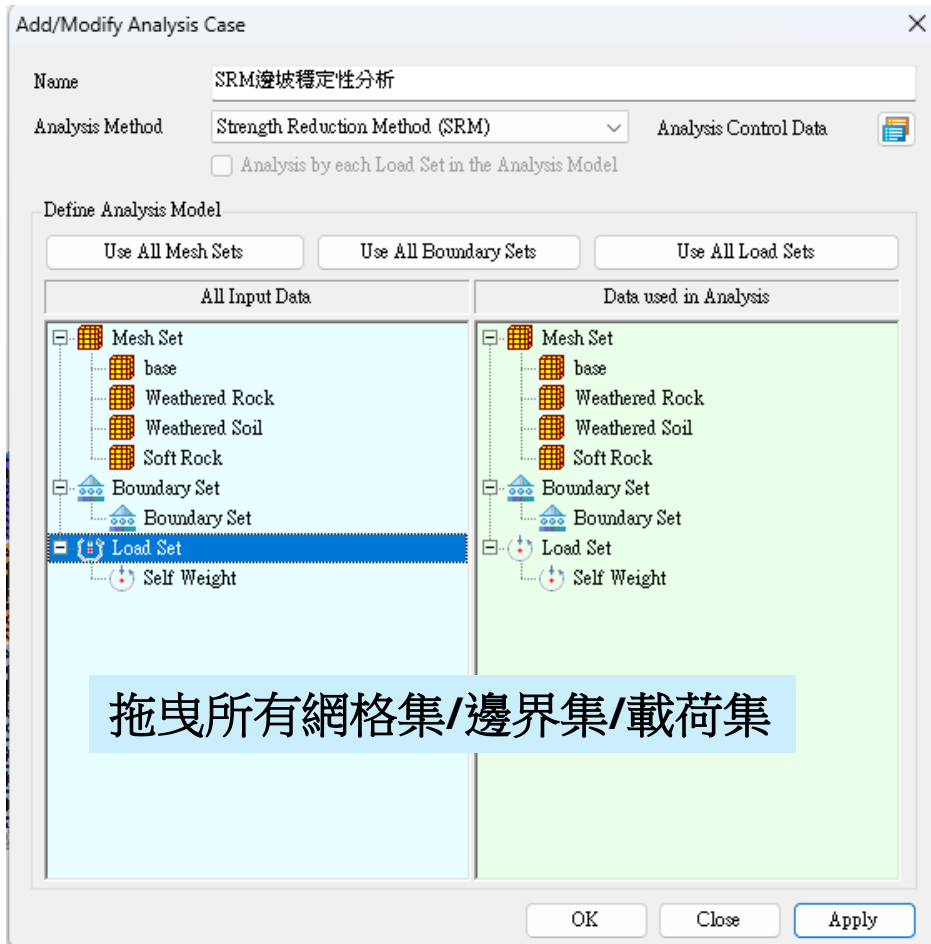 Add/Modify Analysis Case
Name SRM邊坡穩定性分析
Analysis Method Strength Reduction Method (SRM) Analysis Control Data
Analysis by each Load Set in the Analysis Model
Define Analysis Model
Use All Mesh Sets Use All Boundary Sets Use All Load Sets
All Input Data Data used in Analysis
Mesh Set Mesh Set
base base
Weathered Rock Weathered Rock
Weathered Soil Weathered Soil
Soft Rock Soft Rock
Boundary Set Boundary Set
Boundary Set Boundary Set
Load Set Load Set
Self Weight Self Weight
拖曳所有網格集/邊界集/載荷集
OK Close Apply